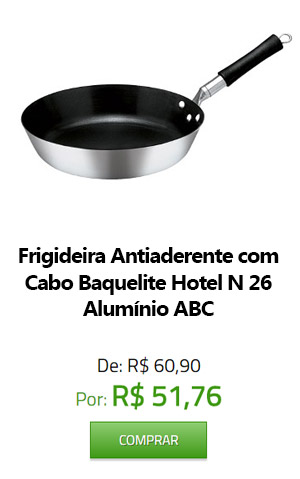 Frigideira Antiaderente com
Cabo Baquelite Hotel N 26
Alumínio ABC
De: R$ 60,90
Por: R$ 51,76
COMPRAR